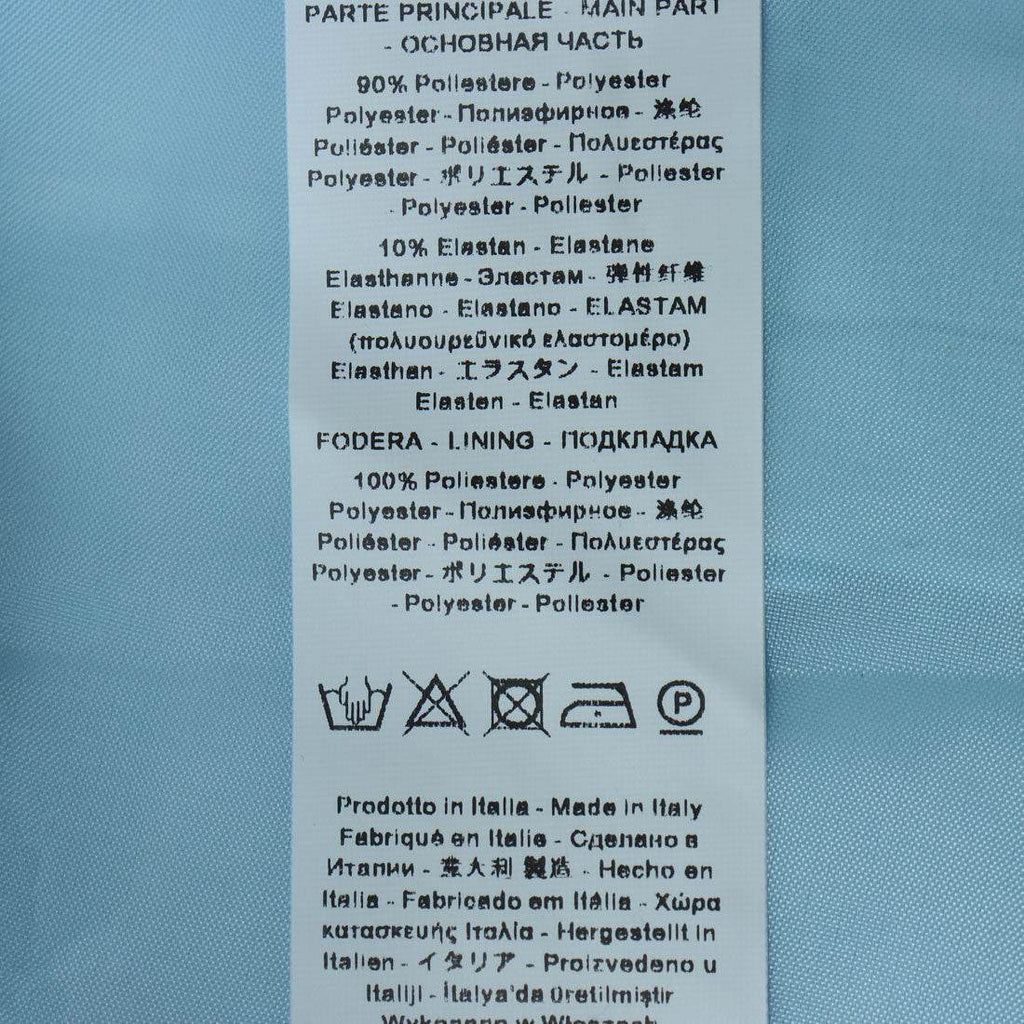 PARTE PRINCIPALE - MAIN PART
- ОСНОВНАЯ ЧАСТЬ
90% Poliestere - Polyester
Polyester - Полиэфирное - 涤纶
Poliéster - Poliéster - Πολυεστέρας
Polyester - ポリエステル - Poliester
- Polyester - Poliester
10% Elastan - Elastane
Elasthanne - Эластам - 弹性纤维
Elastano - Elastano - ELASTAM
(πολυουρεϋνικό ελαστομέρο)
Elasthan - エラスタン - Elastam
Elasten - Elastan
FODERA - LINING - ПОДКЛАДКА
100% Poliestere - Polyester
Polyester - Полиэфирное - 涤纶
Poliéster - Poliéster - Πολυεστέρας
Polyester - ポリエステル - Poliester
- Polyester - Poliester
P
Prodotto in Italia - Made in Italy
Fabriqué en Italie - Сделано в
Италии - 意大利 製造 - Hecho en
Italia - Fabricado em Itália - Χώρα
κατασκευής Ιταλία - Hergestellt in
Italien - イタリア - Proizvedeno u
Italiji - İtalya'da üretilmiştir
Wykonano w Włoszech